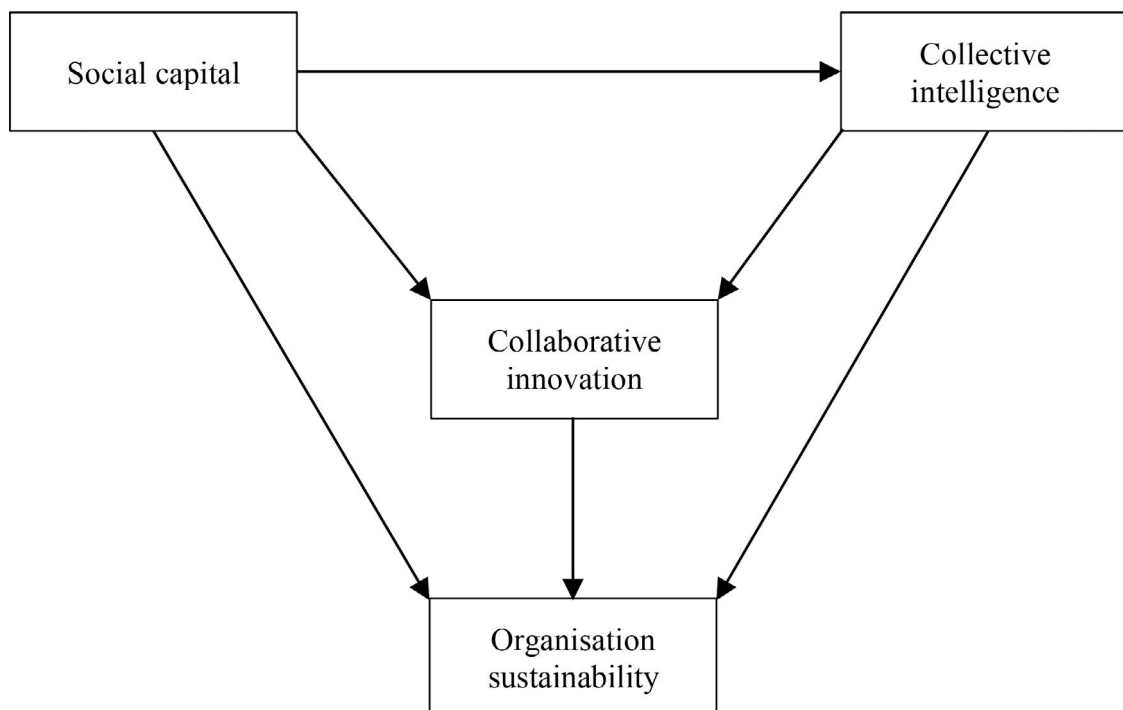 Social capital
Collective
intelligence
Collaborative
innovation
Organisation
sustainability